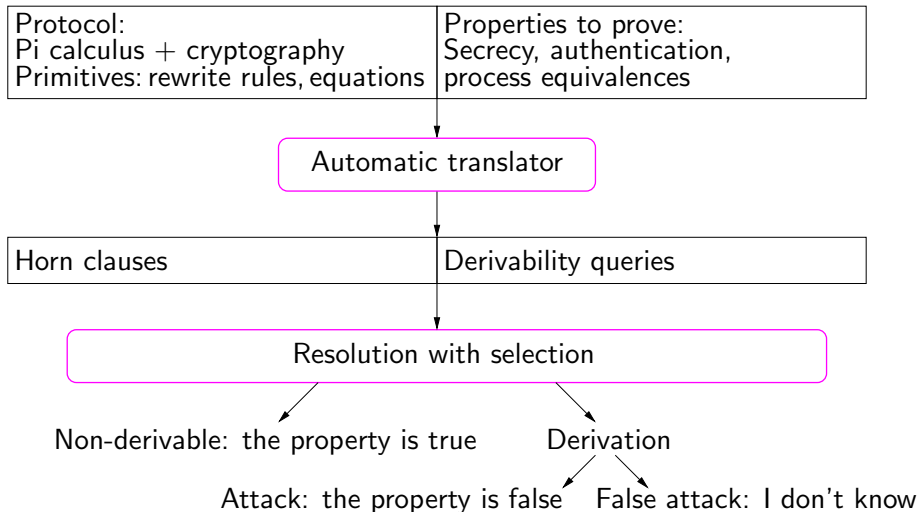 Protocol:
Pi calculus + cryptography
Primitives: rewrite rules, equations
Properties to prove:
Secrecy, authentication,
process equivalences
Automatic translator
Horn clauses
Derivability queries
Resolution with selection
Non-derivable: the property is true
Derivation
Attack: the property is false
False attack: I don't know